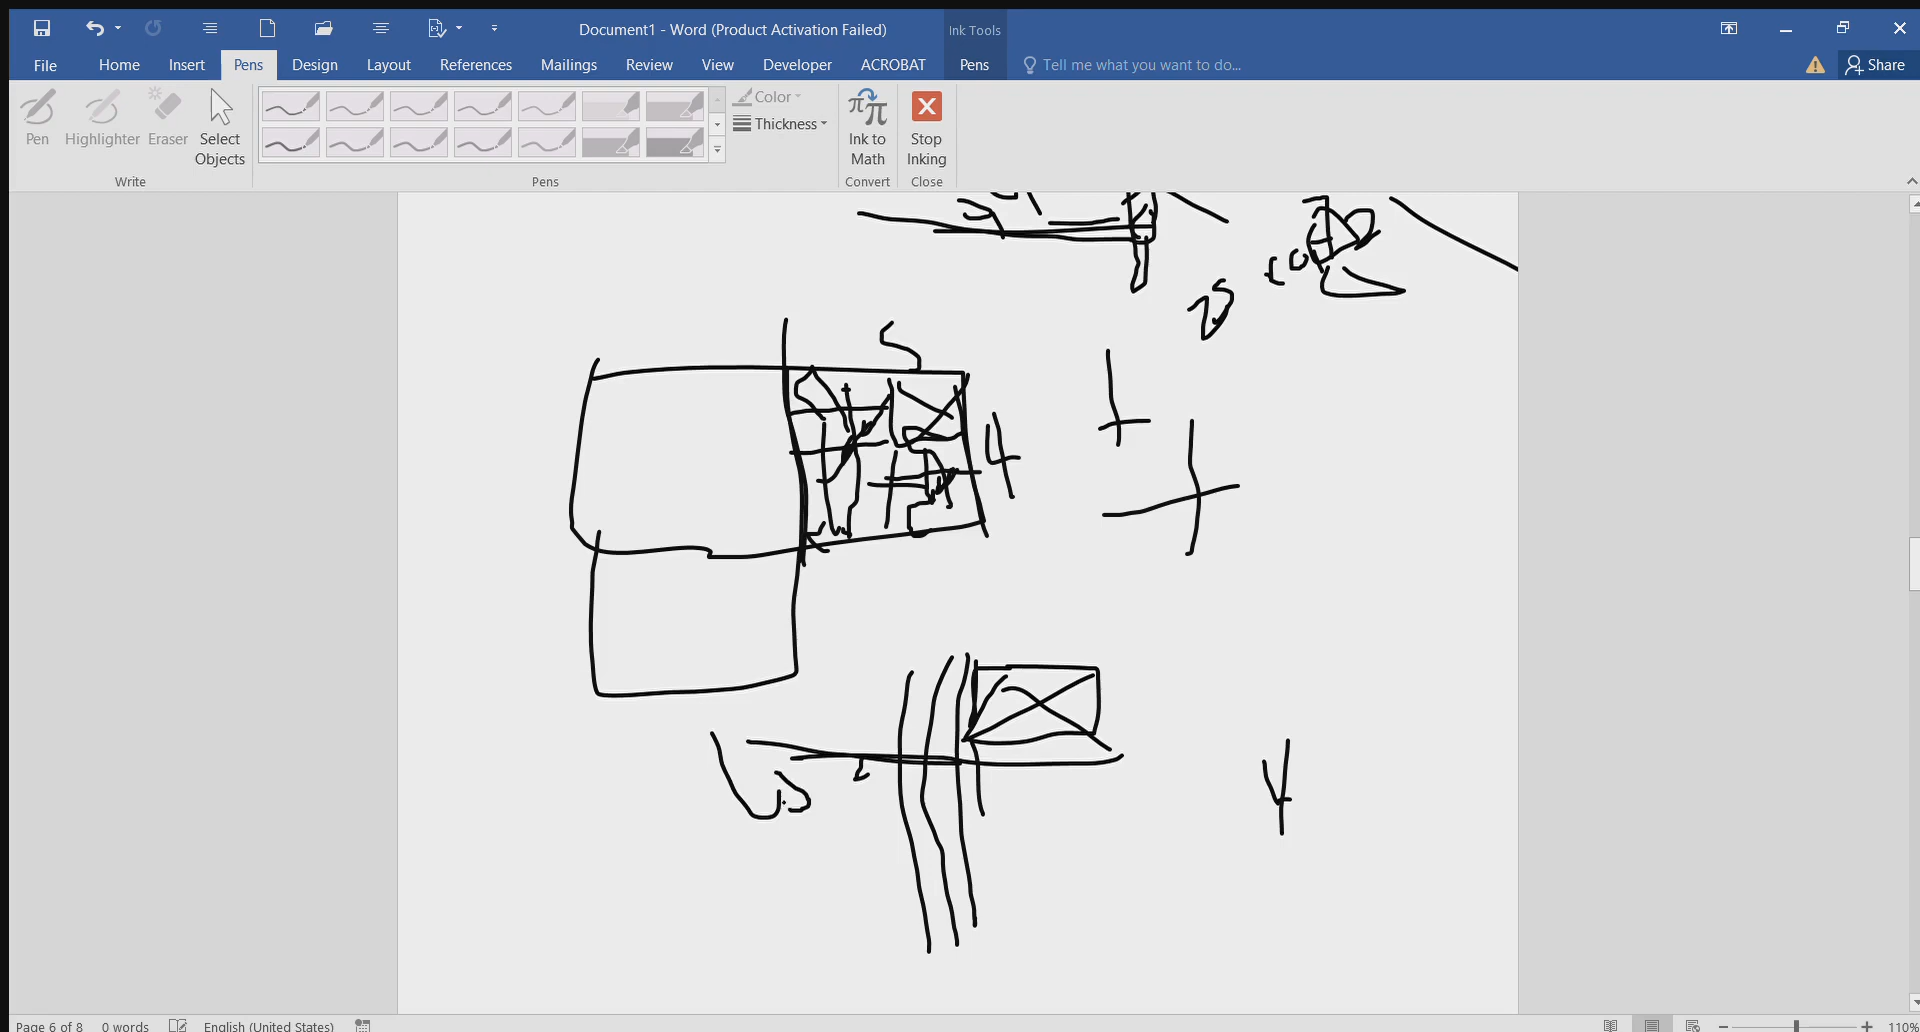 Document1 - Word (Product Activation Failed)
Ink Tools
File
Home
Insert
Pens
Design
Layout
References
Mailings
Review
View
Developer
ACROBAT
Pens
Tell me what you want to do...
Share
Pen
Highlighter
Eraser
Select Objects
Color
Thickness
Ink to Math
Stop Inking
Write
Pens
Convert
Close
5
4
Page 6 of 8
0 words
English (United States)
110%